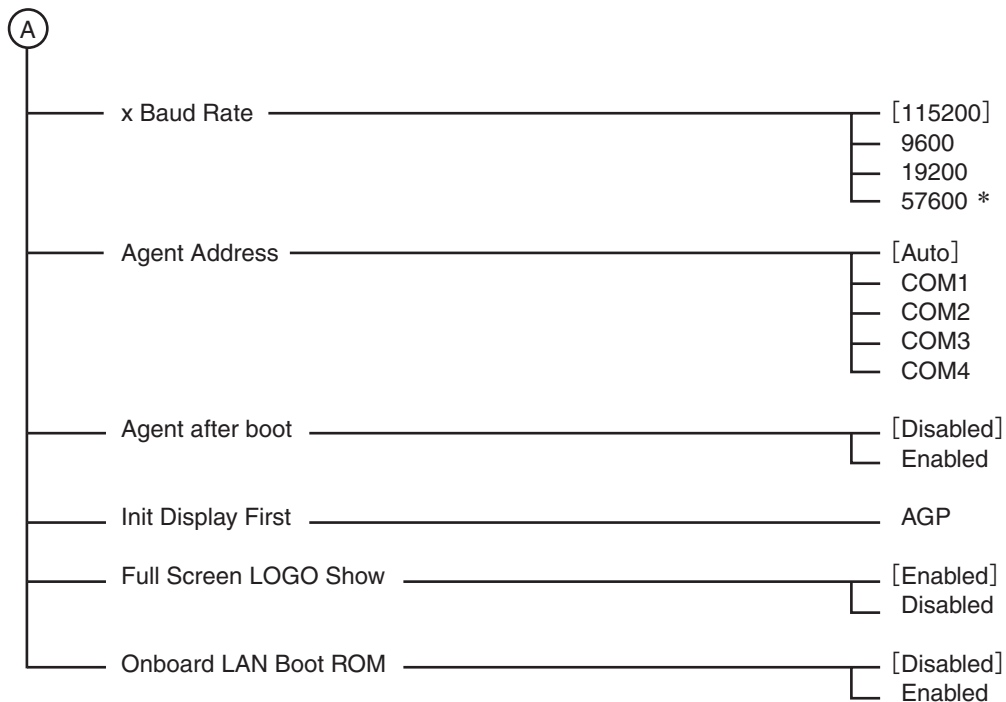 A
x Baud Rate [115200]
9600
19200
57600 *
Agent Address [Auto]
COM1
COM2
COM3
COM4
Agent after boot [Disabled]
Enabled
Init Display First AGP
Full Screen LOGO Show [Enabled]
Disabled
Onboard LAN Boot ROM [Disabled]
Enabled